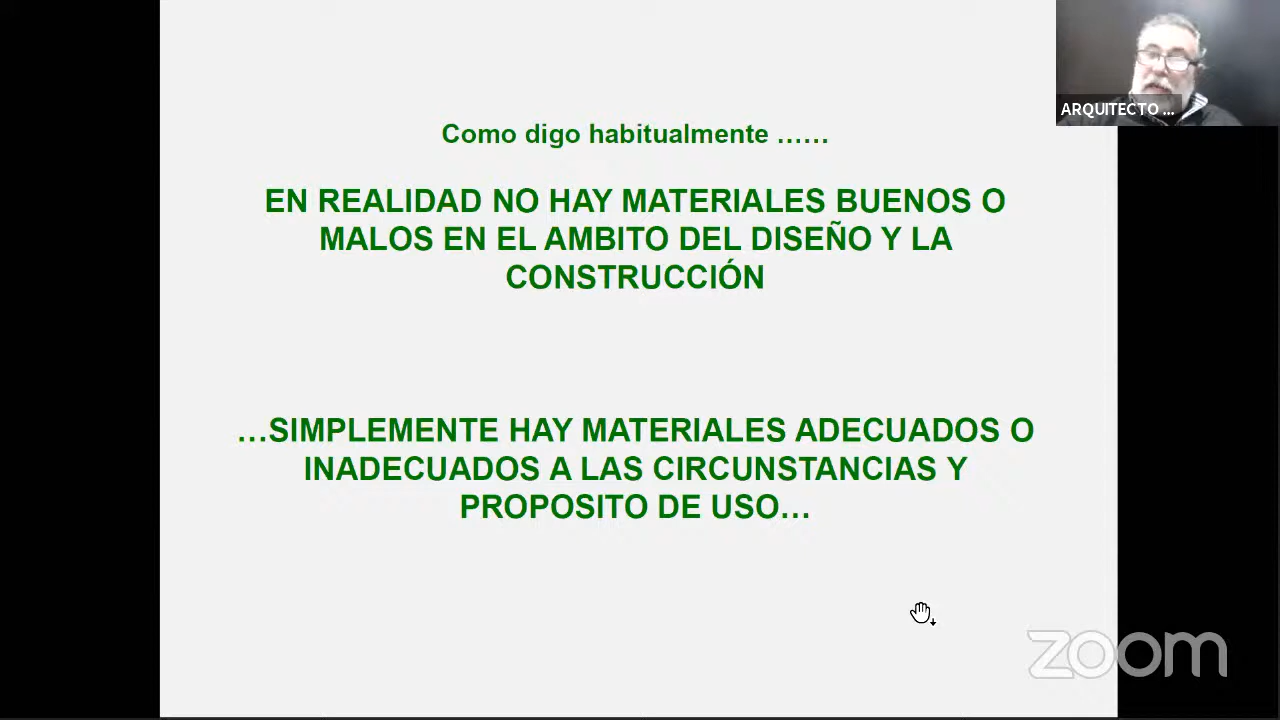 ARQUITECTO ...
Como digo habitualmente ......
EN REALIDAD NO HAY MATERIALES BUENOS O
MALOS EN EL AMBITO DEL DISEÑO Y LA
CONSTRUCCIÓN
...SIMPLEMENTE HAY MATERIALES ADECUADOS O
INADECUADOS A LAS CIRCUNSTANCIAS Y
PROPOSITO DE USO...
zoom